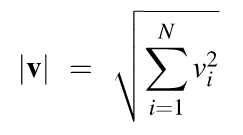 |v| = √∑_{i=1}^{N} v_i^2